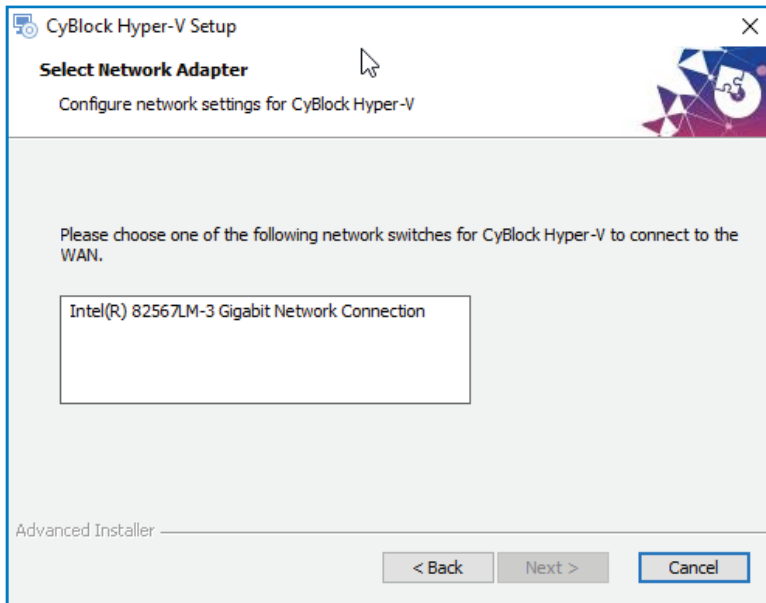 CyBlock Hyper-V Setup
Select Network Adapter
Configure network settings for CyBlock Hyper-V
Please choose one of the following network switches for CyBlock Hyper-V to connect to the
WAN.
Intel(R) 82567LM-3 Gigabit Network Connection
Advanced Installer
< Back Next > Cancel